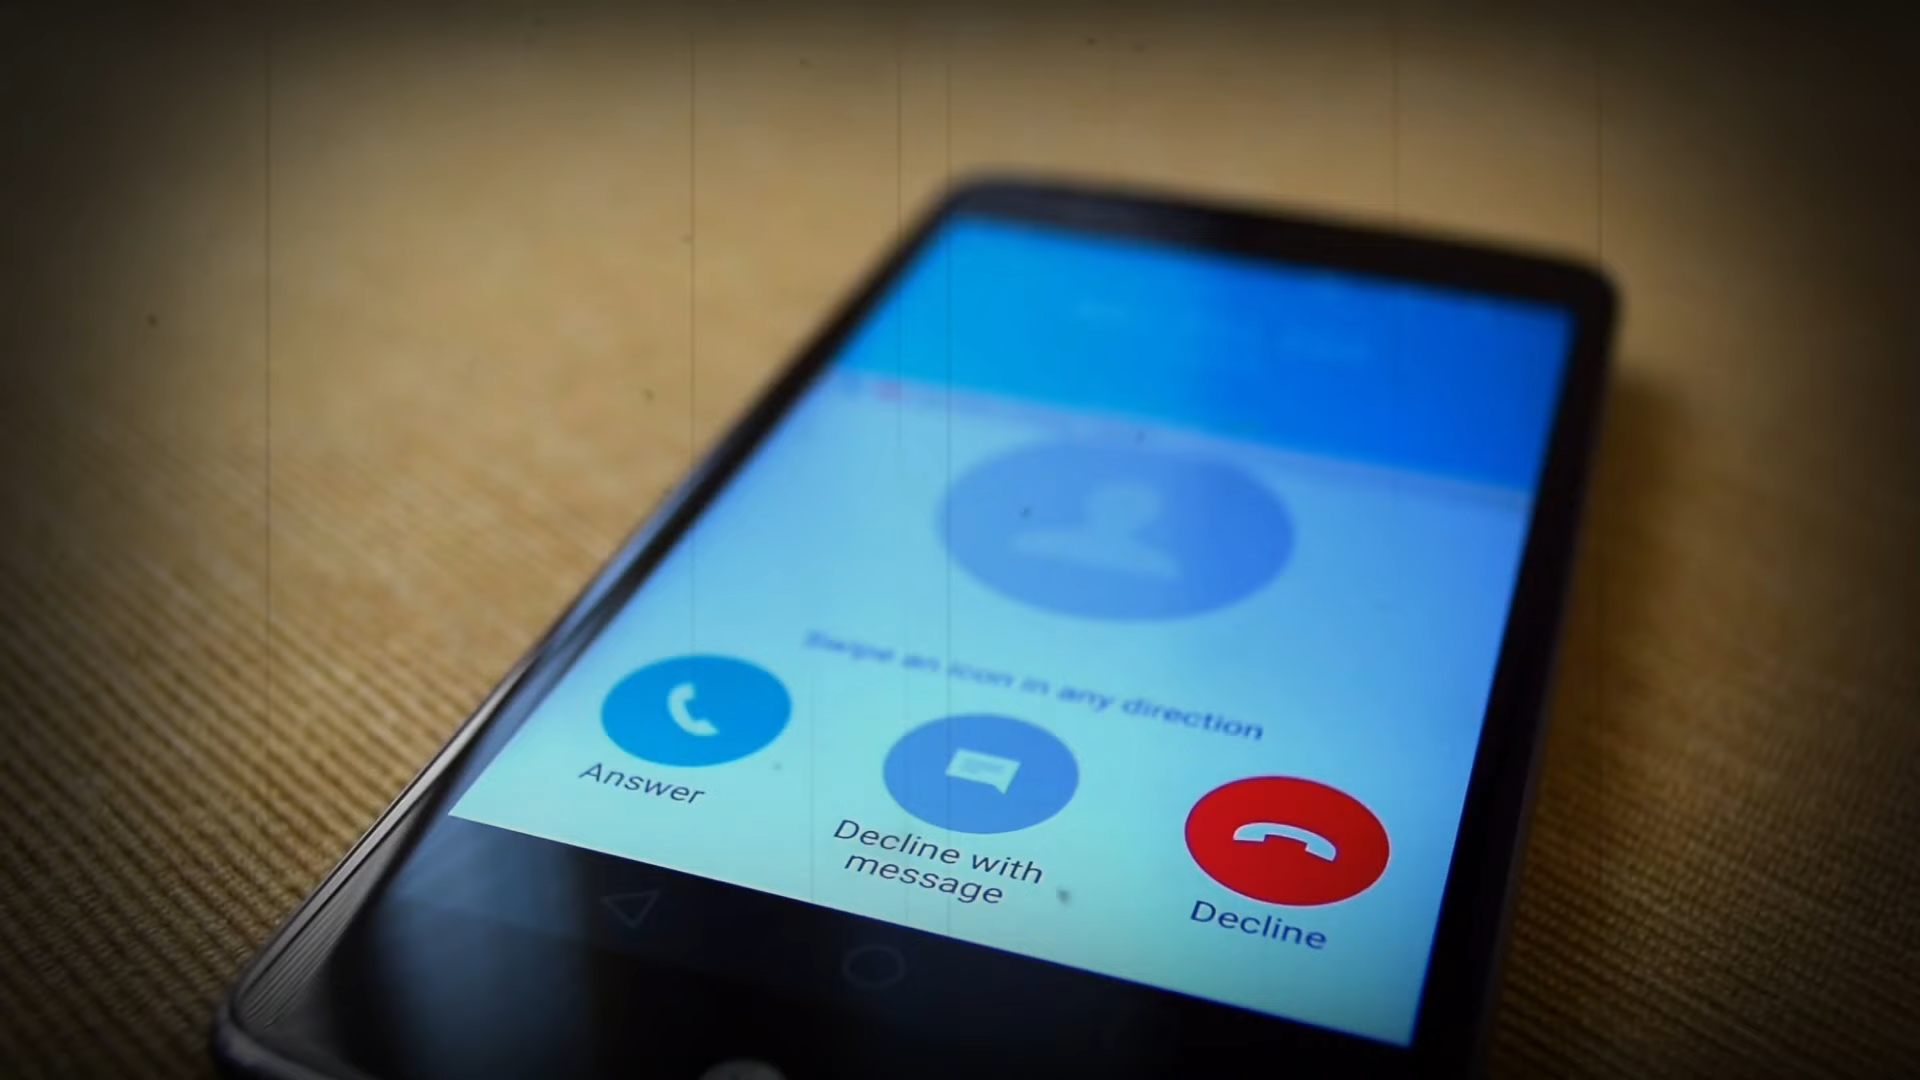 Swipe an icon in any direction
Answer
Decline with
message
Decline